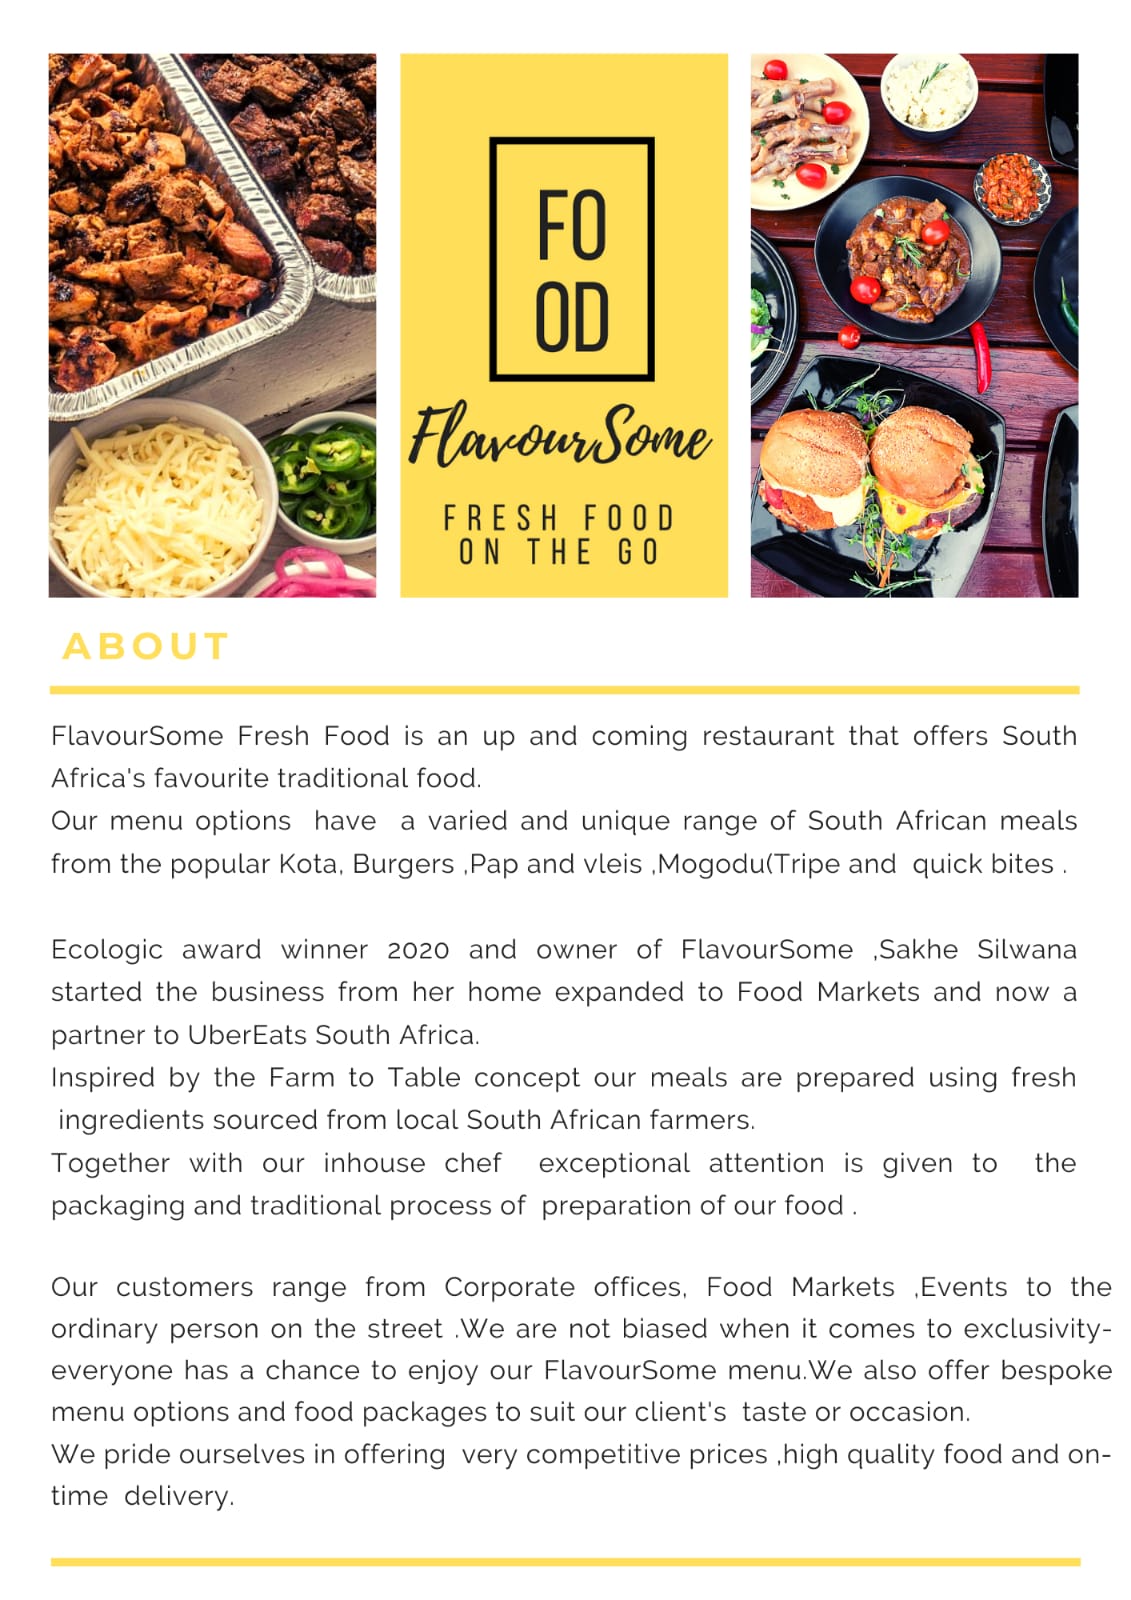 FO
OD
FlavourSome
FRESH FOOD
ON THE GO
ABOUT
FlavourSome Fresh Food is an up and coming restaurant that offers South
Africa's favourite traditional food.
Our menu options  have  a varied and unique range of South African meals
from the popular Kota, Burgers ,Pap and vleis ,Mogodu(Tripe and  quick bites .
Ecologic award winner 2020 and owner of FlavourSome ,Sakhe Silwana
started the business from her home expanded to Food Markets and now a
partner to UberEats South Africa.
Inspired by the Farm to Table concept our meals are prepared using fresh
ingredients sourced from local South African farmers.
Together with our inhouse chef  exceptional attention is given to  the
packaging and traditional process of  preparation of our food .
Our customers range from Corporate offices, Food Markets ,Events to the
ordinary person on the street .We are not biased when it comes to exclusivity-
everyone has a chance to enjoy our FlavourSome menu.We also offer bespoke
menu options and food packages to suit our client's  taste or occasion.
We pride ourselves in offering  very competitive prices ,high quality food and on-
time  delivery.